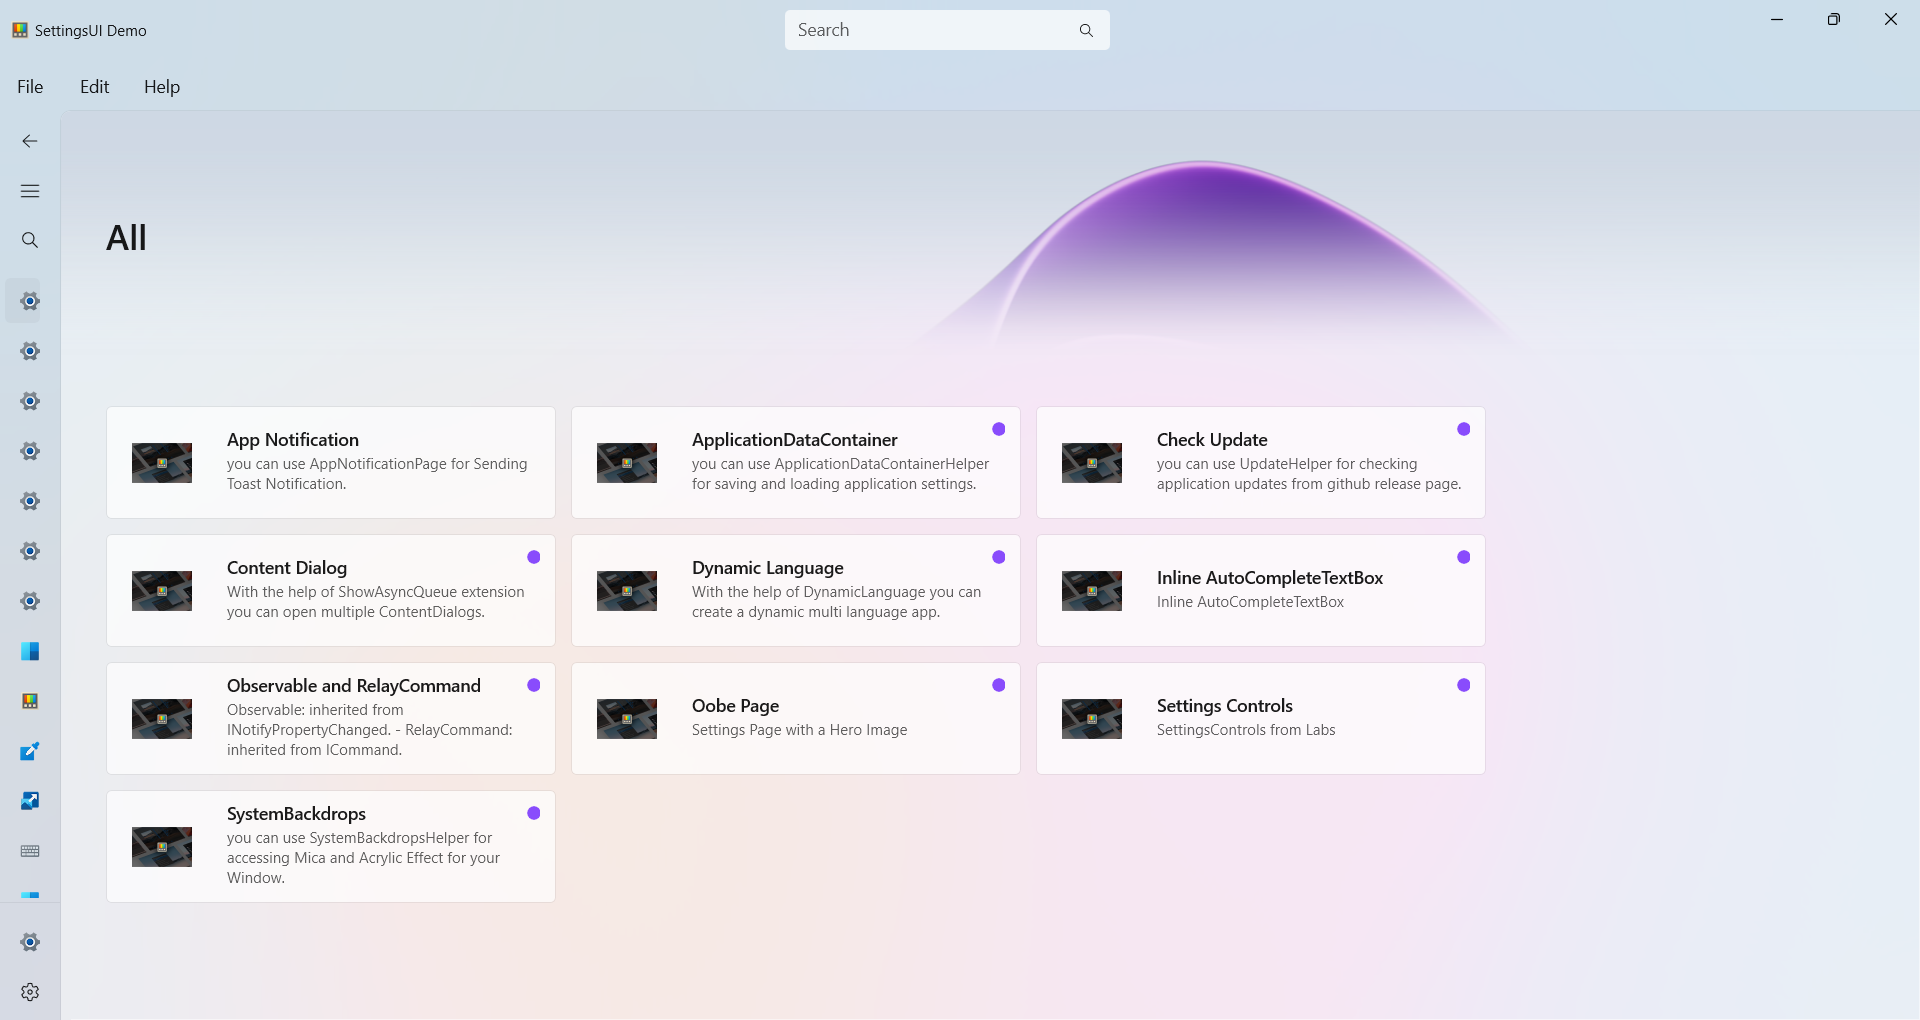 SettingsUI Demo
Search
File
Edit
Help
All
App Notification
you can use AppNotificationPage for Sending
Toast Notification.
ApplicationDataContainer
you can use ApplicationDataContainerHelper
for saving and loading application settings.
Check Update
you can use UpdateHelper for checking
application updates from github release page.
Content Dialog
With the help of ShowAsyncQueue extension
you can open multiple ContentDialogs.
Dynamic Language
With the help of DynamicLanguage you can
create a dynamic multi language app.
Inline AutoCompleteTextBox
Inline AutoCompleteTextBox
Observable and RelayCommand
Observable: inherited from
INotifyPropertyChanged. - RelayCommand:
inherited from ICommand.
Oobe Page
Settings Page with a Hero Image
Settings Controls
SettingsControls from Labs
SystemBackdrops
you can use SystemBackdropsHelper for
accessing Mica and Acrylic Effect for your
Window.